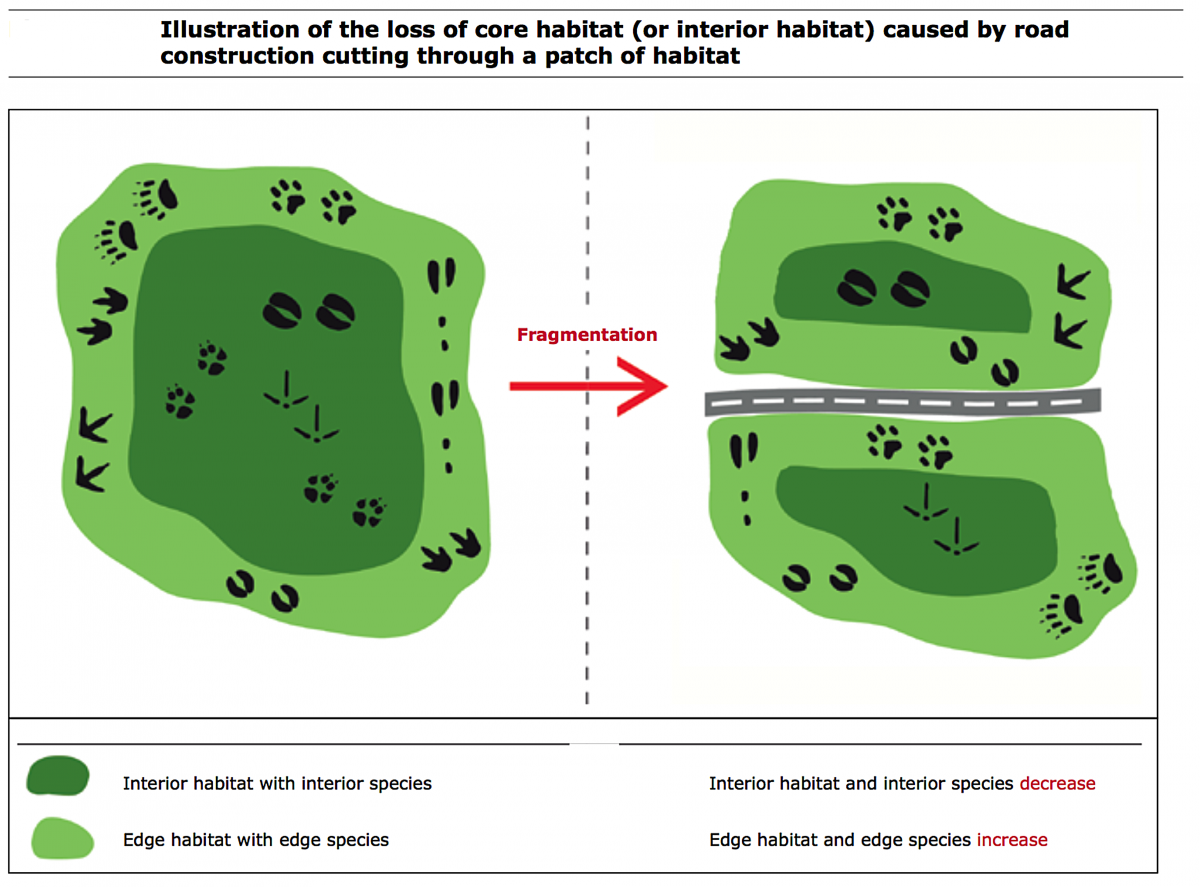 Illustration of the loss of core habitat (or interior habitat) caused by road
construction cutting through a patch of habitat
Fragmentation
Interior habitat with interior species
Interior habitat and interior species decrease
Edge habitat with edge species
Edge habitat and edge species increase